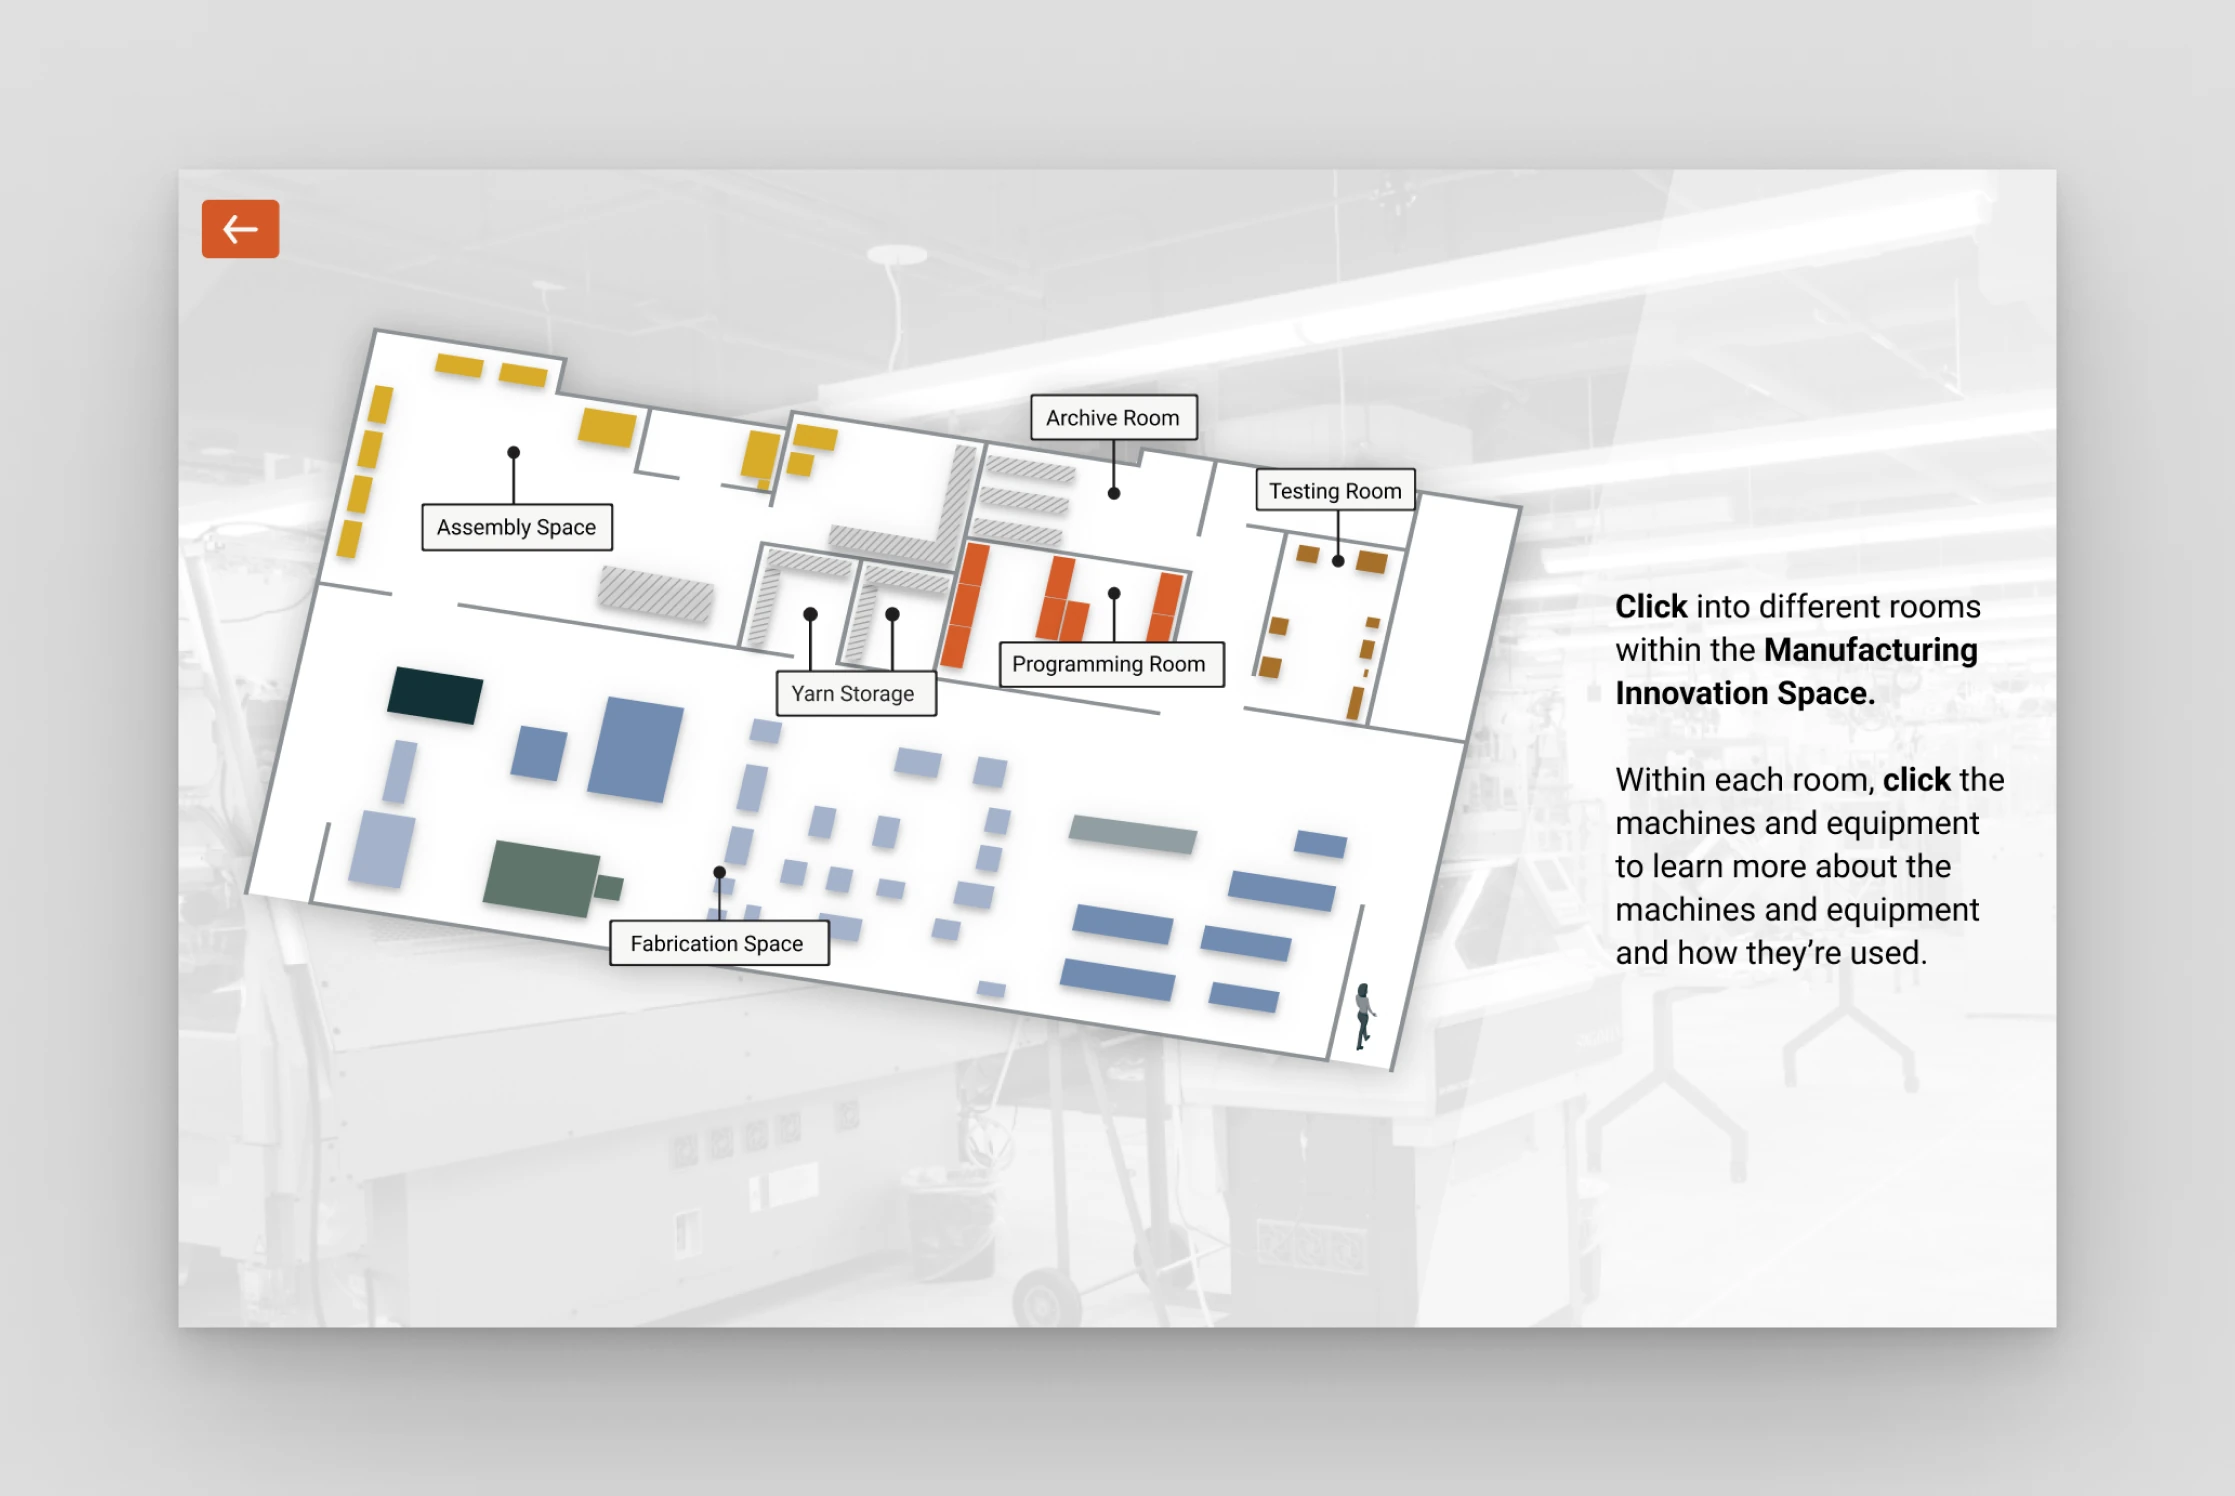 Archive Room
Testing Room
Assembly Space
Programming Room
Yarn Storage
Fabrication Space
Click into different rooms
within the Manufacturing
Innovation Space.
Within each room, click the
machines and equipment
to learn more about the
machines and equipment
and how they’re used.